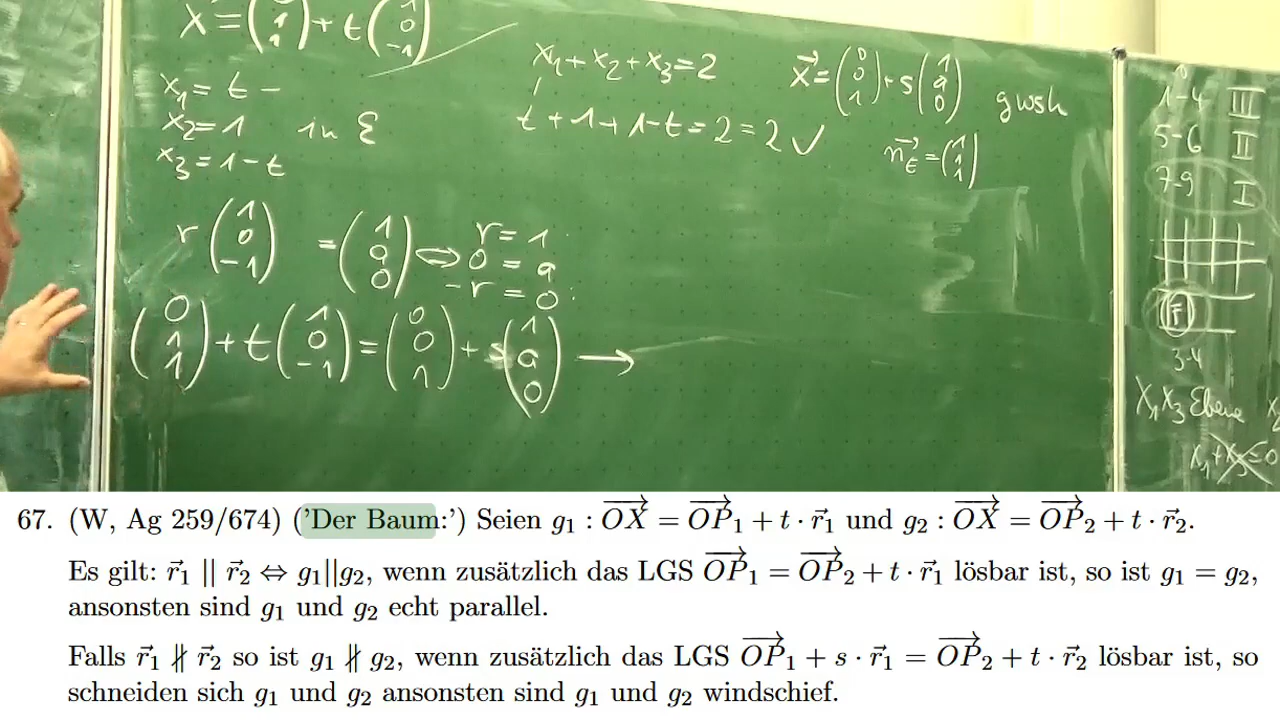 X = (1 1) + t (1 0 -1)
x₁ = t -
x₂ = 1 in E
x₃ = 1 - t
x₁ + x₂ + x₃ = 2
t + 1 + 1 - t = 2 = 2 ✓
x⃗ = (0 0 1) + s (1 a 0) gwsh
n⃗_E = (1 1 1)
r (1 0 -1) = (1 a 0) ⇔ r = 1
0 = a
-r = 0
(0 1 1) + t (1 0 -1) = (0 0 1) + s (1 a 0) →
1-4 III
5-6 II
7-9 I
3-4
X₁X₃ Ebene
67. (W, Ag 259/674) ('Der Baum:') Seien g₁ : OX⃗ = OP⃗₁ + t · r⃗₁ und g₂ : OX⃗ = OP⃗₂ + t · r⃗₂.
Es gilt: r⃗₁ || r⃗₂ ⇔ g₁||g₂, wenn zusätzlich das LGS OP⃗₁ = OP⃗₂ + t · r⃗₁ lösbar ist, so ist g₁ = g₂,
ansonsten sind g₁ und g₂ echt parallel.
Falls r⃗₁ ∦ r⃗₂ so ist g₁ ∦ g₂, wenn zusätzlich das LGS OP⃗₁ + s · r⃗₁ = OP⃗₂ + t · r⃗₂ lösbar ist, so
schneiden sich g₁ und g₂ ansonsten sind g₁ und g₂ windschief.